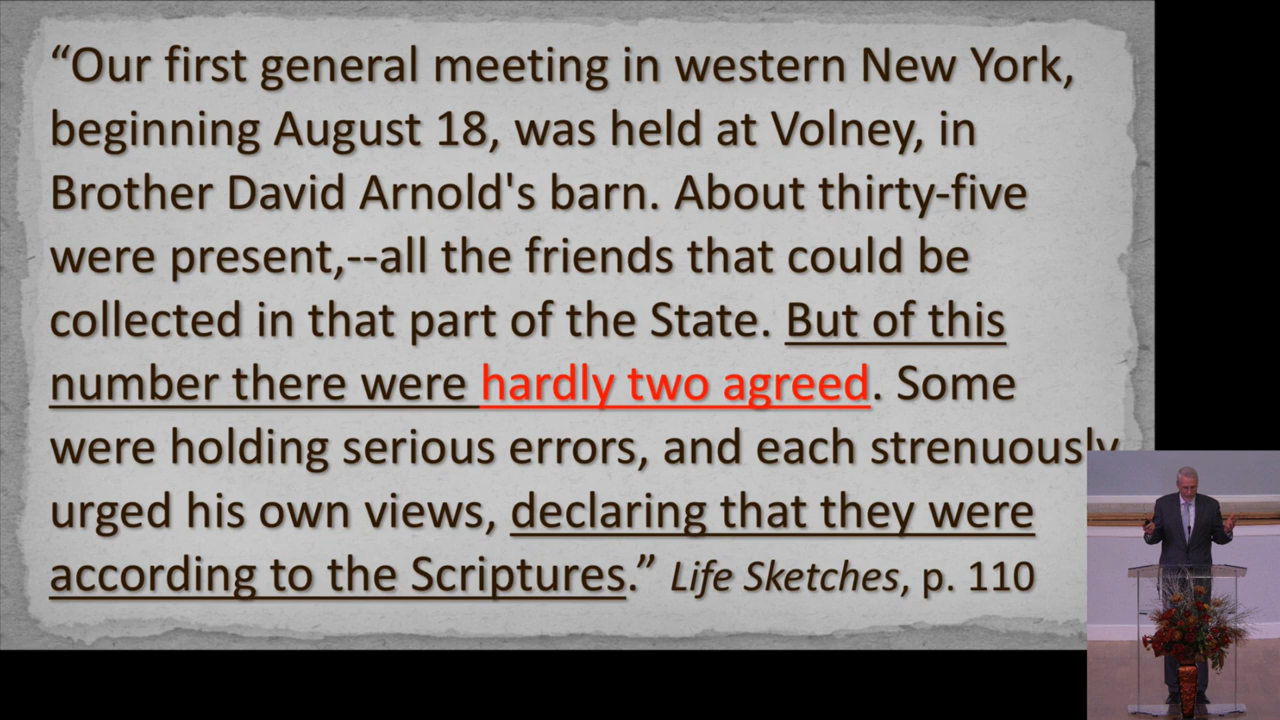 “Our first general meeting in western New York,
beginning August 18, was held at Volney, in
Brother David Arnold's barn. About thirty-five
were present,--all the friends that could be
collected in that part of the State. But of this
number there were hardly two agreed. Some
were holding serious errors, and each strenuously
urged his own views, declaring that they were
according to the Scriptures.” Life Sketches, p. 110